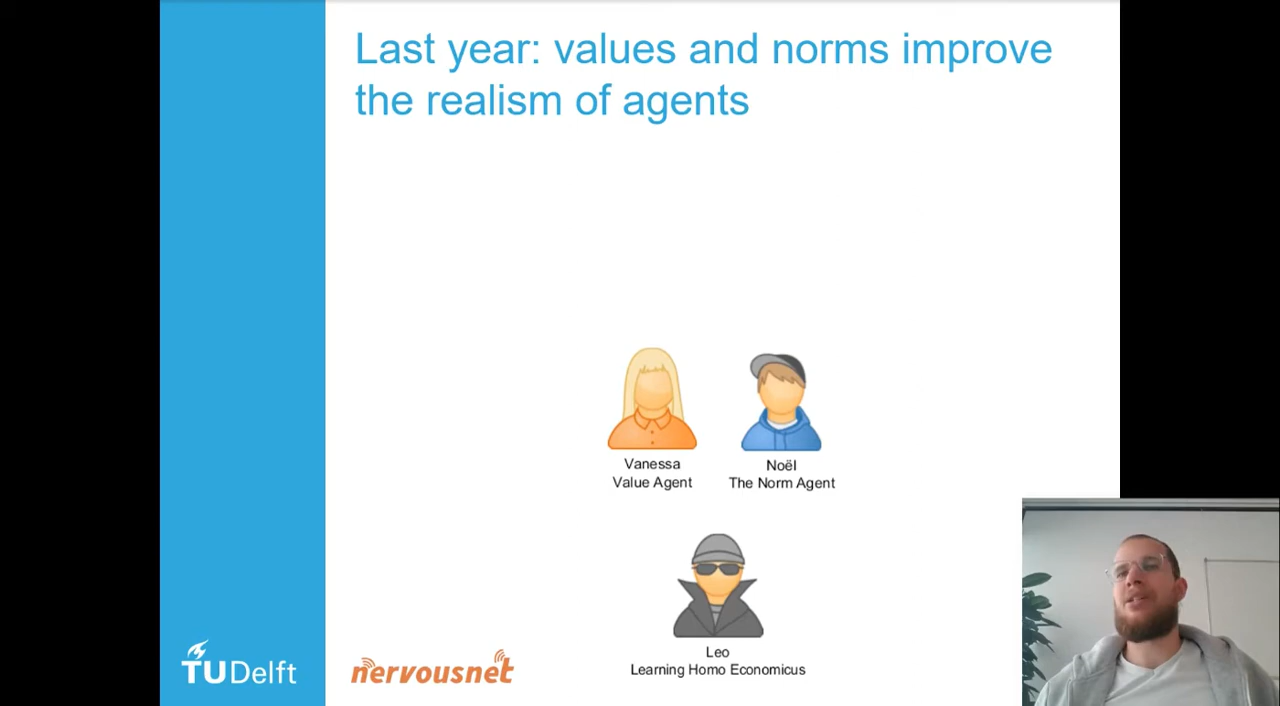 Last year: values and norms improve
the realism of agents
Vanessa
Value Agent
Noël
The Norm Agent
Leo
Learning Homo Economicus
TUDelft
nervousnet